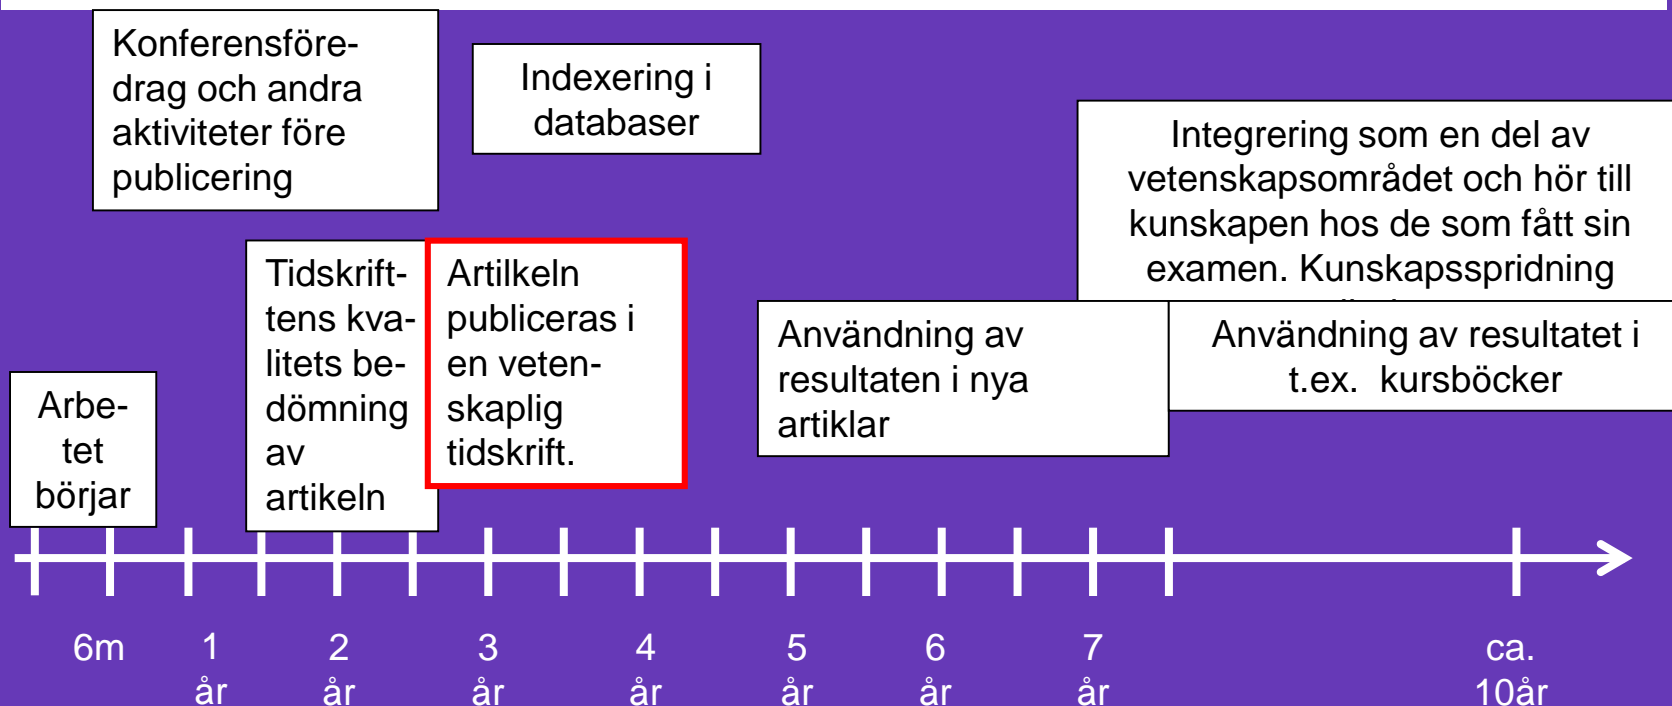 Konferensföre-
drag och andra
aktiviteter före
publicering
Indexering i
databaser
Integrering som en del av
vetenskapsområdet och hör till
kunskapen hos de som fått sin
examen. Kunskapsspridning
Tidskrift-
tens kva-
litets be-
dömning
av
artikeln
Artilkeln
publiceras i
en veten-
skaplig
tidskrift.
Användning av
resultaten i nya
artiklar
Användning av resultatet i
t.ex. kursböcker
Arbe-
tet
börjar
6m
1
år
2
år
3
år
4
år
5
år
6
år
7
år
ca.
10år